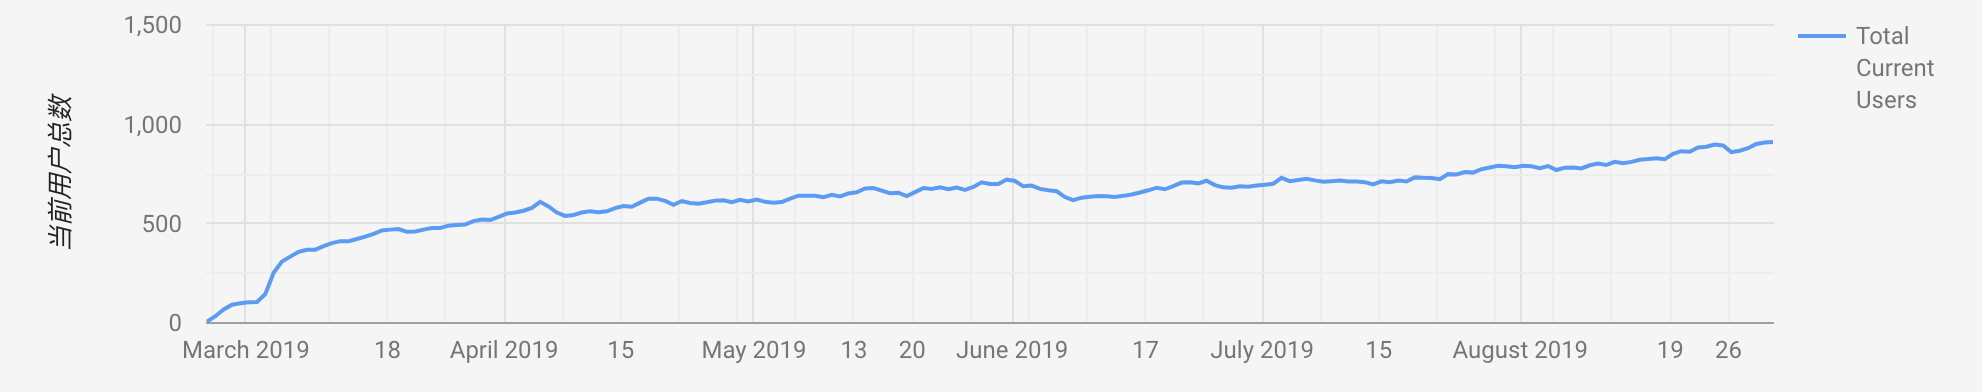 1,500
1,000
500
0
当前用户总数
March 2019 18 April 2019 15 May 2019 13 20 June 2019 17 July 2019 15 August 2019 19 26
Total
Current
Users